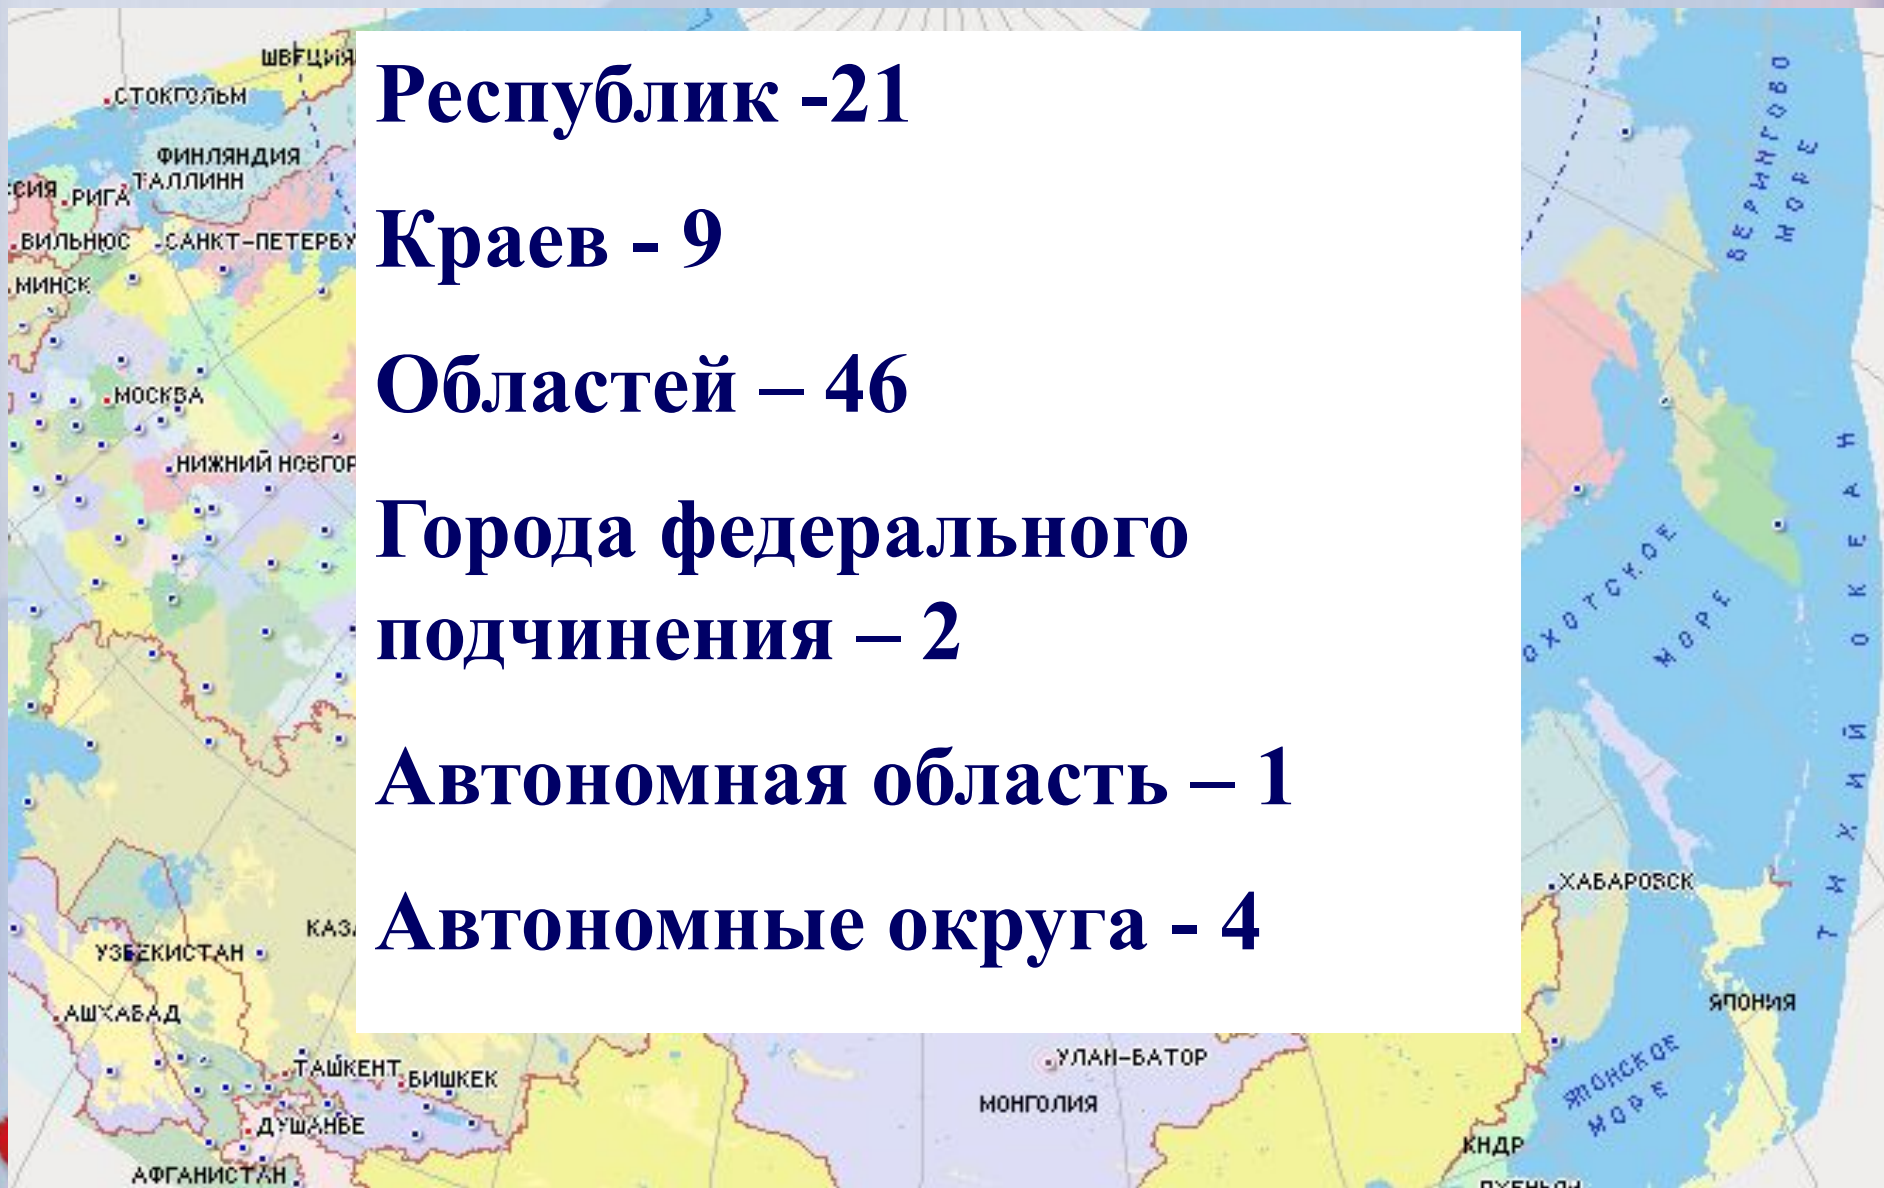 Республик -21
Краев - 9
Областей – 46
Города федерального
подчинения – 2
Автономная область – 1
Автономные округа - 4
ШВЕЦИЯ
СТОКГОЛЬМ
ФИНЛЯНДИЯ
ТАЛЛИНН
РИГА
ВИЛЬНЮС
САНКТ-ПЕТЕРБУ
МИНСК
МОСКВА
НИЖНИЙ НОВГОР
КАЗ
УЗБЕКИСТАН
АШХАБАД
ТАШКЕНТ
БИШКЕК
ДУШАНБЕ
АФГАНИСТАН
УЛАН-БАТОР
МОНГОЛИЯ
БЕРИНГОВО
МОРЕ
ОХОТСКОЕ
МОРЕ
ТИХИЙ ОКЕАН
ХАБАРОВСК
ЯПОНИЯ
ЯПОНСКОЕ
МОРЕ
КНДР